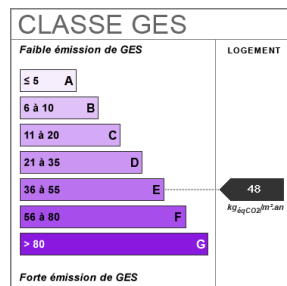 CLASSE GES
Faible émission de GES
LOGEMENT
≤ 5 A
6 à 10 B
11 à 20 C
21 à 35 D
36 à 55 E
48
kgéqCO2/m².an
56 à 80 F
> 80 G
Forte émission de GES